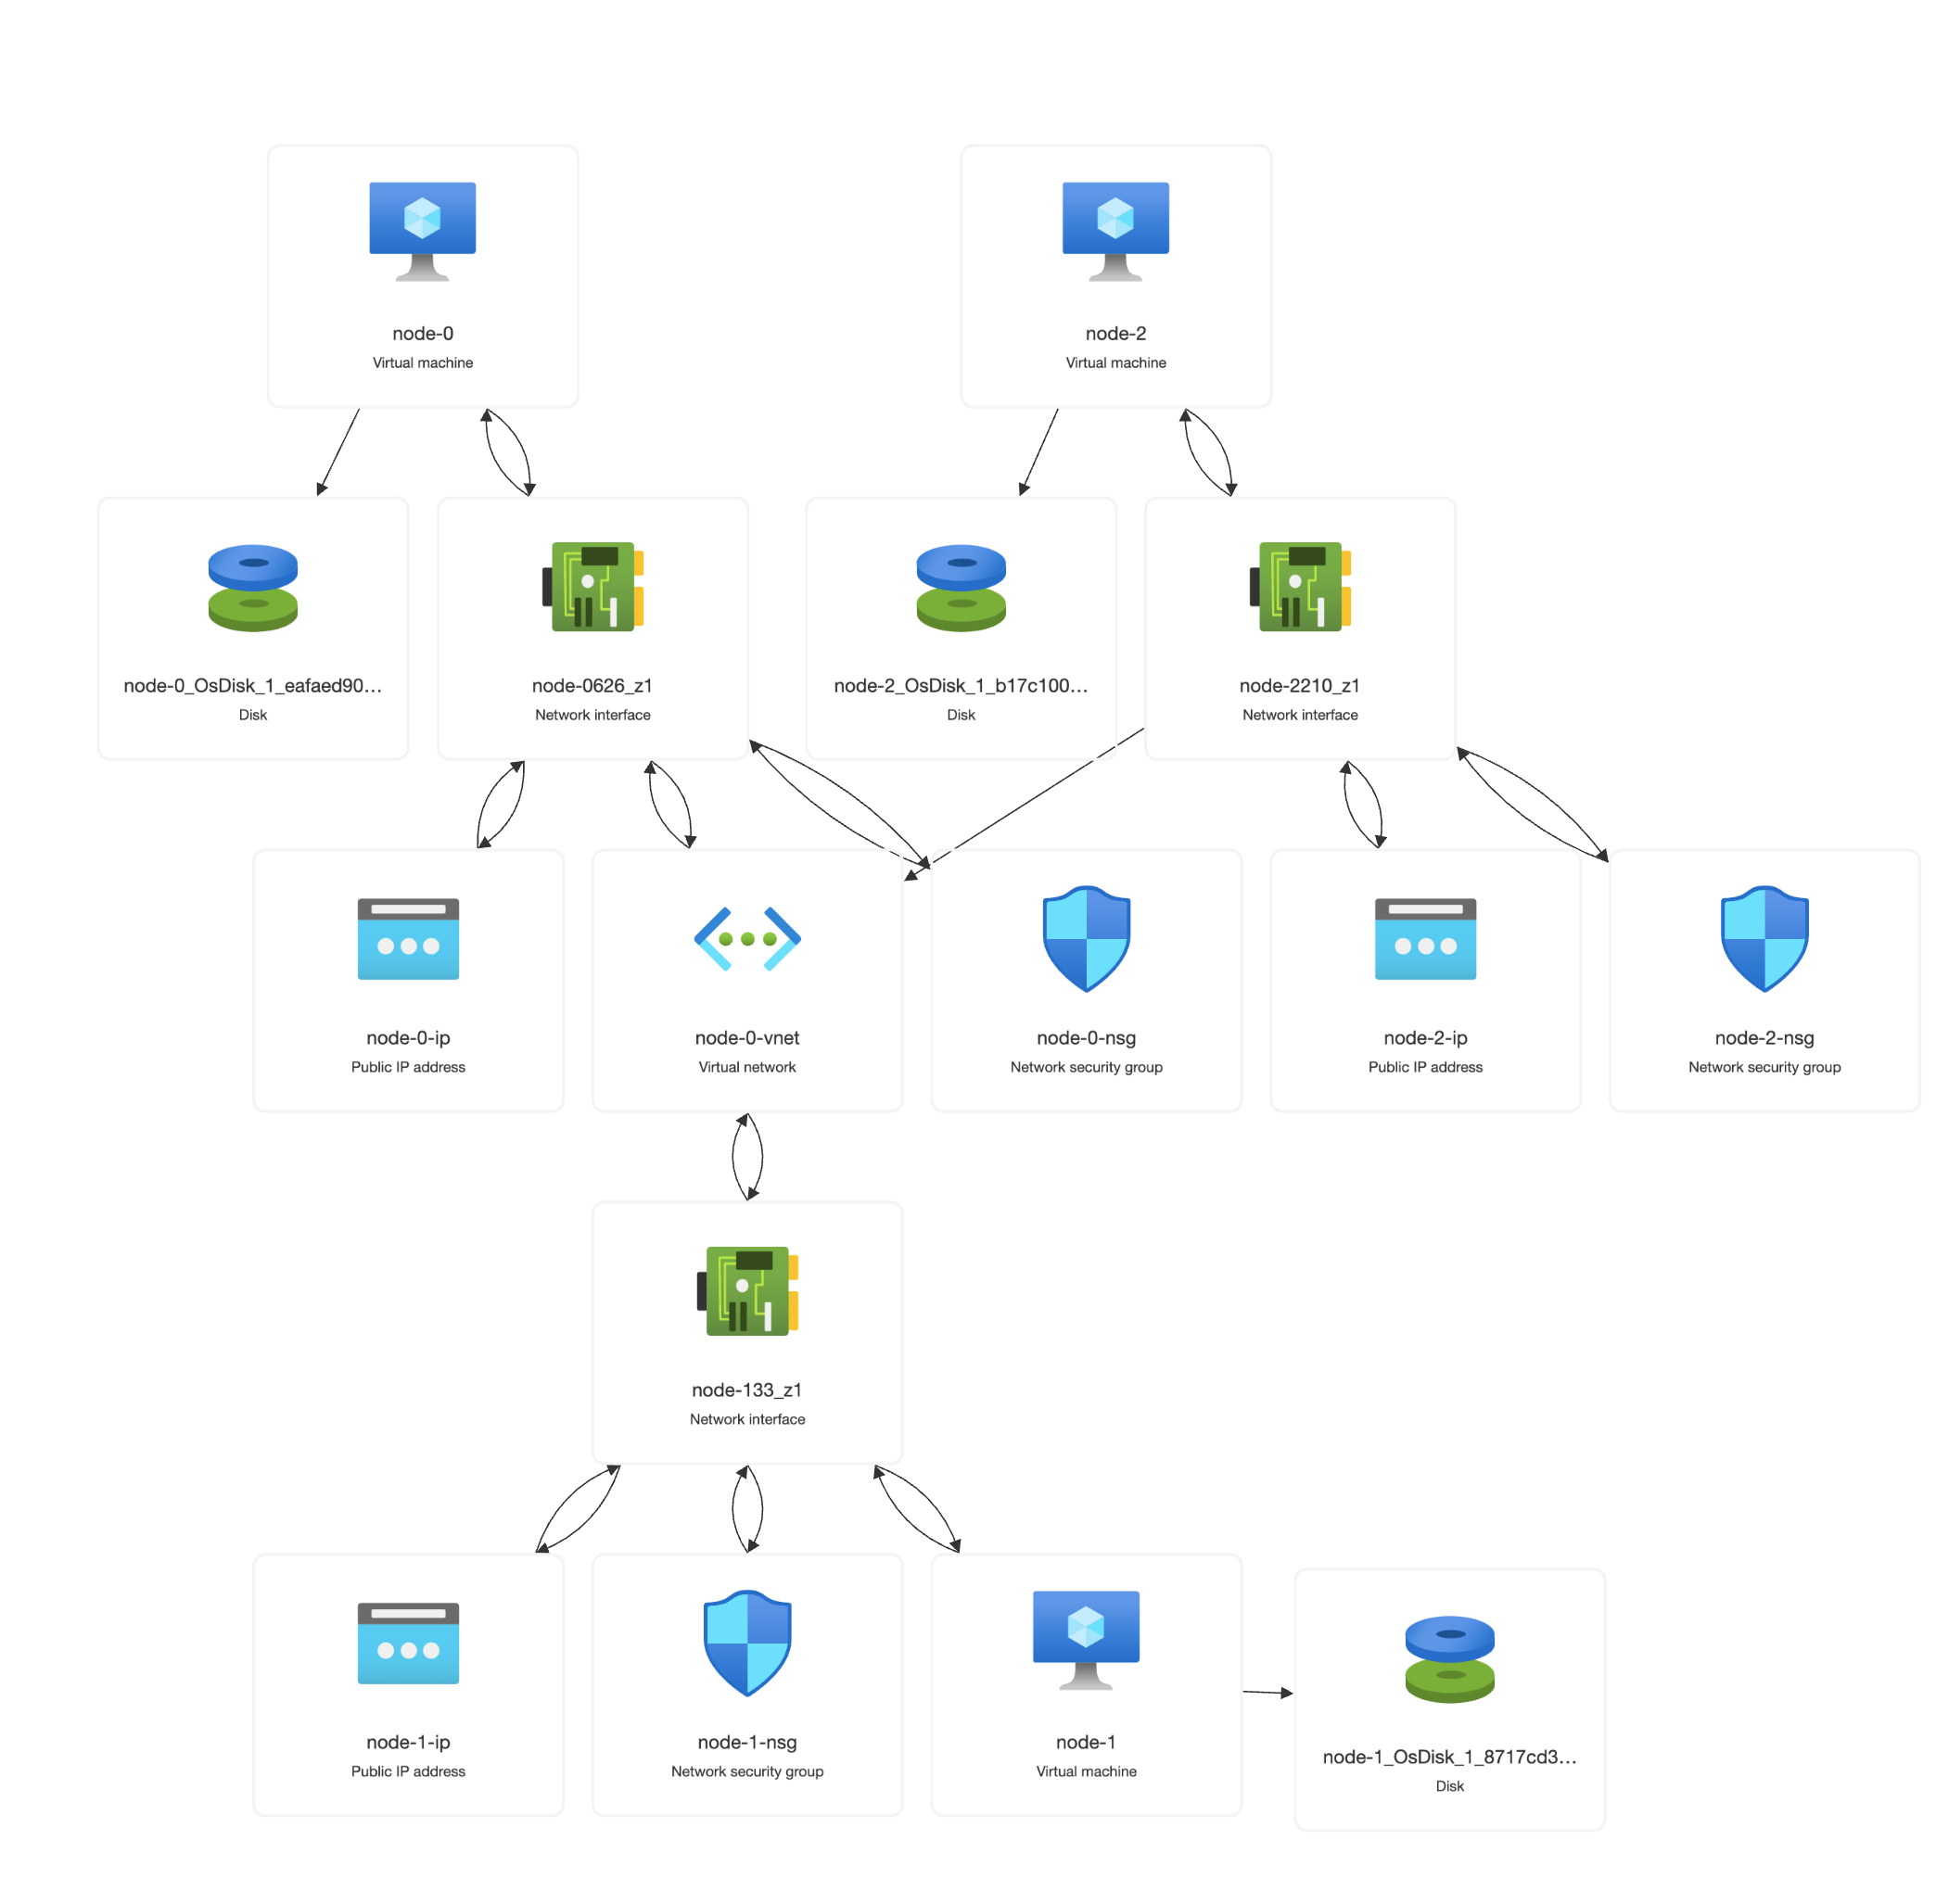 node-0
Virtual machine
node-2
Virtual machine
node-0_OsDisk_1_eafaed90...
Disk
node-0626_z1
Network interface
node-2_OsDisk_1_b17c100...
Disk
node-2210_z1
Network interface
node-0-ip
Public IP address
node-0-vnet
Virtual network
node-0-nsg
Network security group
node-2-ip
Public IP address
node-2-nsg
Network security group
node-133_z1
Network interface
node-1-ip
Public IP address
node-1-nsg
Network security group
node-1
Virtual machine
node-1_OsDisk_1_8717cd3...
Disk